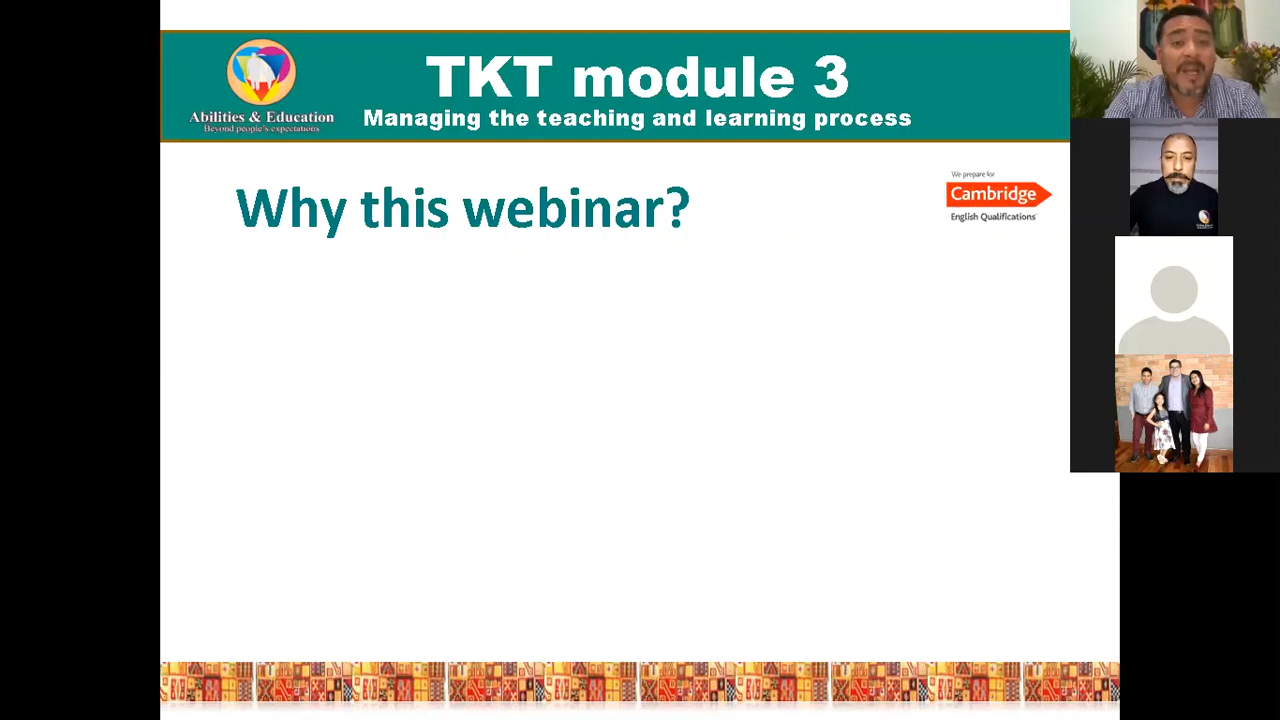 TKT module 3
Managing the teaching and learning process
Abilities & Education
Beyond people's expectations
Why this webinar?
We prepare for
Cambridge
English Qualifications